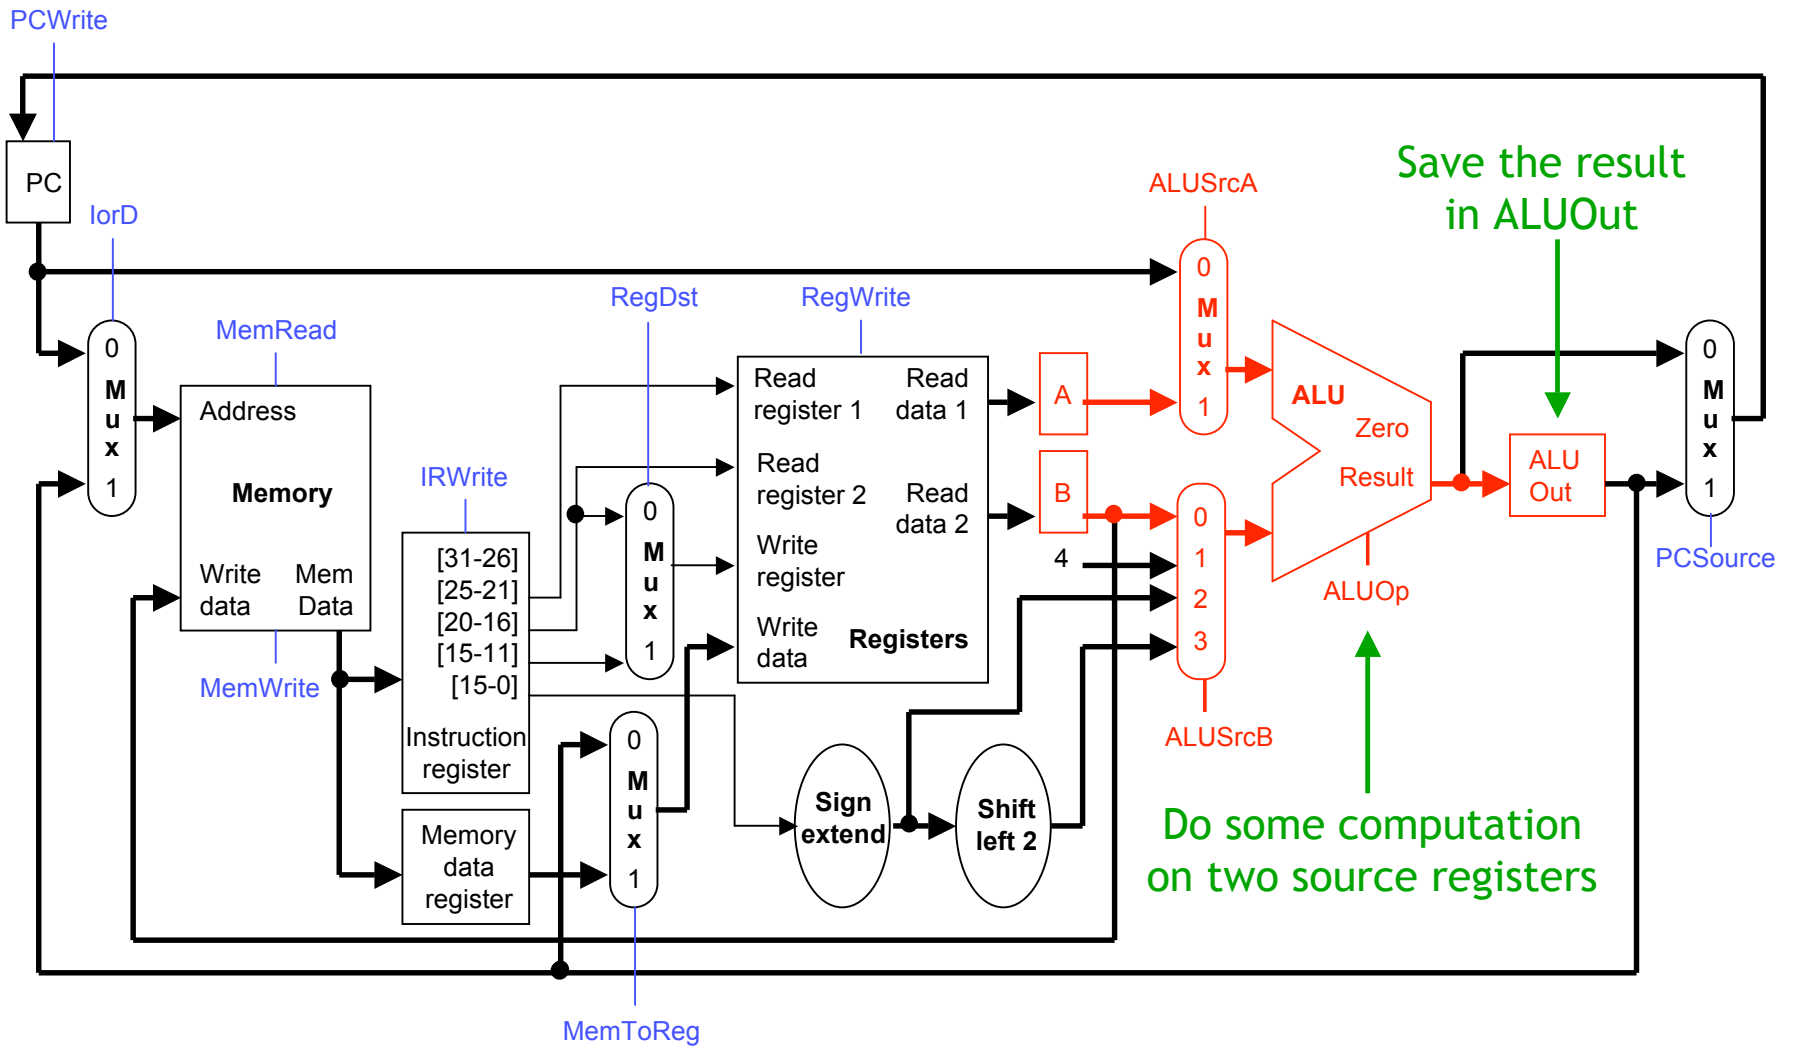 PCWrite
PC
IorD
0
M
u
x
1
MemRead
Address
Memory
Write
data
Mem
Data
MemWrite
IRWrite
[31-26]
[25-21]
[20-16]
[15-11]
[15-0]
Instruction
register
Memory
data
register
RegDst
0
M
u
x
1
0
M
u
x
1
MemToReg
RegWrite
Read
register 1
Read
data 1
Read
register 2
Read
data 2
Write
register
Write
data
Registers
Sign
extend
Shift
left 2
A
B
4
ALUSrcA
0
M
u
x
1
0
1
2
3
ALUSrcB
ALU
Zero
Result
ALUOp
Do some computation
on two source registers
Save the result
in ALUOut
ALU
Out
0
M
u
x
1
PCSource